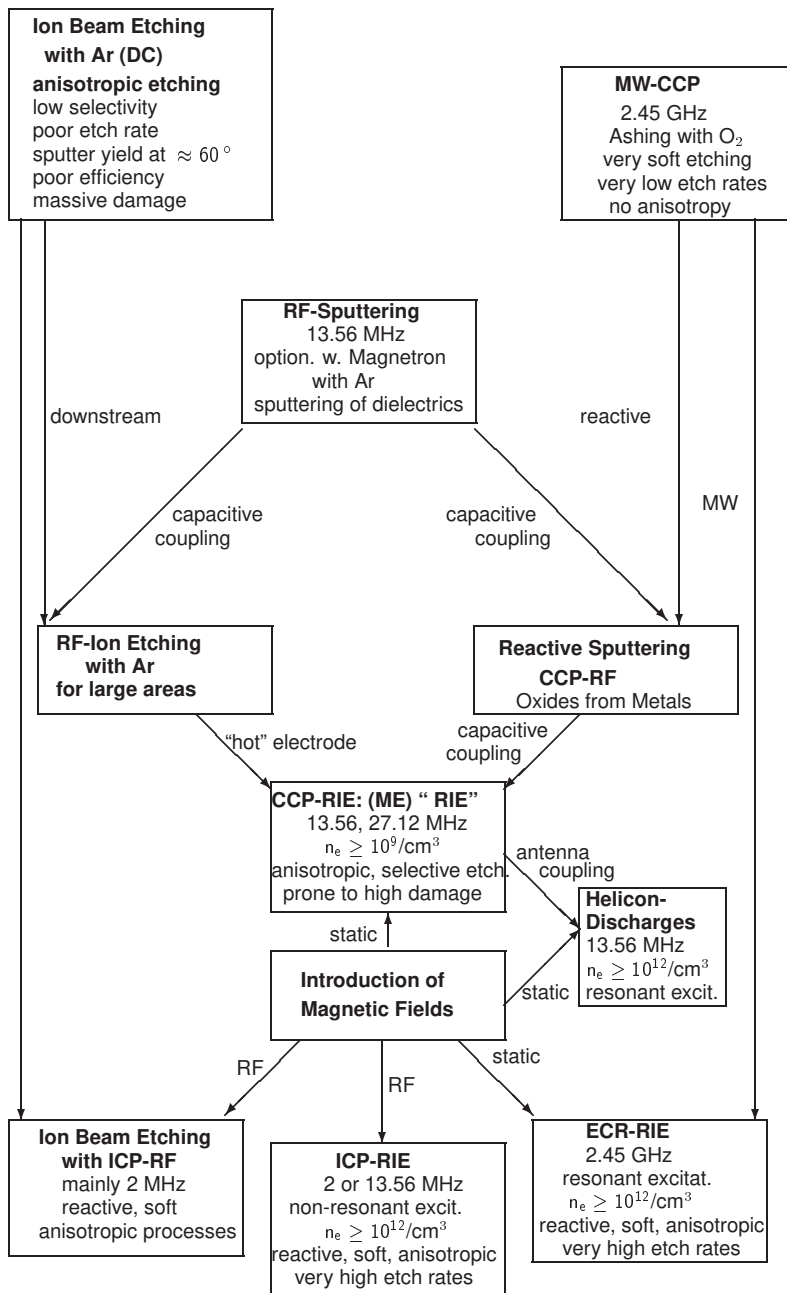 Ion Beam Etching
with Ar (DC)
anisotropic etching
low selectivity
poor etch rate
sputter yield at ≈ 60°
poor efficiency
massive damage
MW-CCP
2.45 GHz
Ashing with O₂
very soft etching
very low etch rates
no anisotropy
RF-Sputtering
13.56 MHz
option. w. Magnetron
with Ar
sputtering of dielectrics
downstream
reactive
MW
capacitive
coupling
capacitive
coupling
RF-Ion Etching
with Ar
for large areas
Reactive Sputtering
CCP-RF
Oxides from Metals
"hot" electrode
capacitive
coupling
CCP-RIE: (ME) “ RIE”
13.56, 27.12 MHz
nₑ ≥ 10⁹/cm³
anisotropic, selective etch.
prone to high damage
antenna
coupling
Helicon-
Discharges
13.56 MHz
nₑ ≥ 10¹²/cm³
resonant excit.
static
Introduction of
Magnetic Fields
static
RF
RF
static
Ion Beam Etching
with ICP-RF
mainly 2 MHz
reactive, soft
anisotropic processes
ICP-RIE
2 or 13.56 MHz
non-resonant excit.
nₑ ≥ 10¹²/cm³
reactive, soft, anisotropic
very high etch rates
ECR-RIE
2.45 GHz
resonant excitat.
nₑ ≥ 10¹²/cm³
reactive, soft, anisotropic
very high etch rates